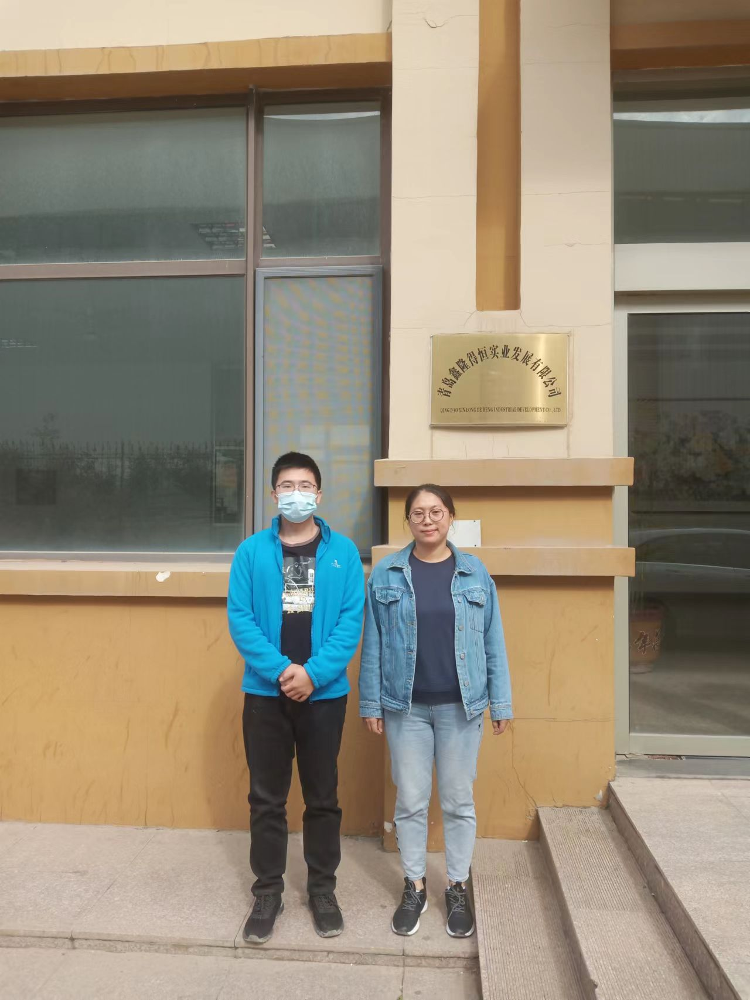 青岛鑫隆得恒实业发展有限公司
QING DAO XIN LONG DE HENG INDUSTRIAL DEVELOPMENT CO., LTD
年